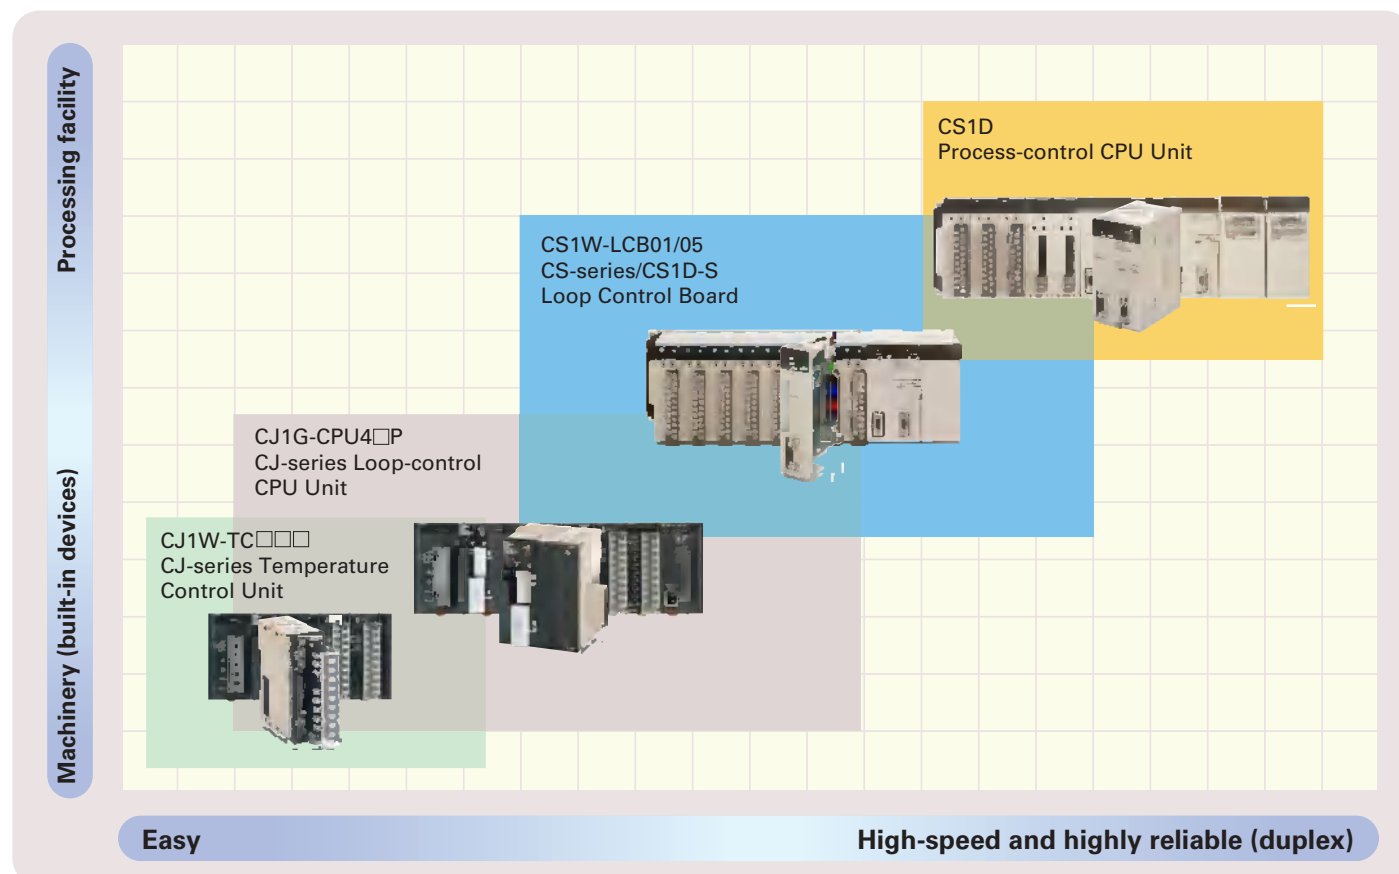 Processing facility
Machinery (built-in devices)
CS1D
Process-control CPU Unit
CS1W-LCB01/05
CS-series/CS1D-S
Loop Control Board
CJ1G-CPU4□P
CJ-series Loop-control
CPU Unit
CJ1W-TC□□□
CJ-series Temperature
Control Unit
Easy
High-speed and highly reliable (duplex)